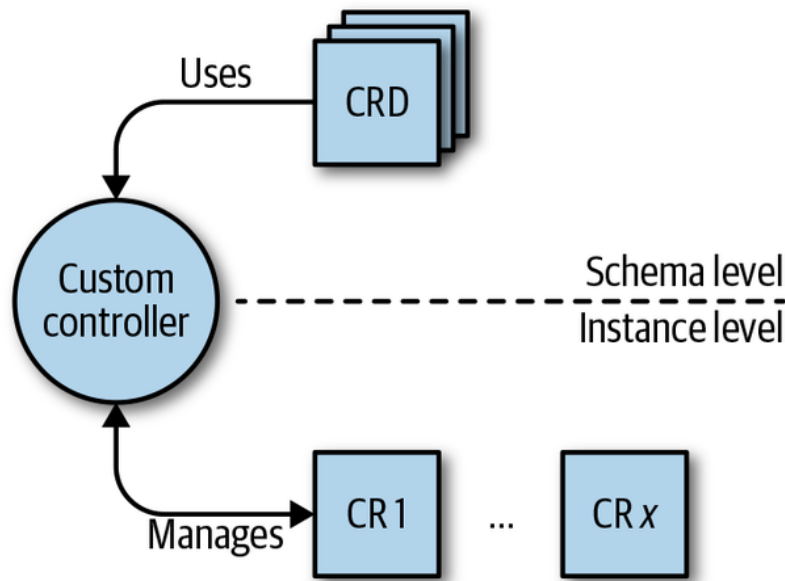 Uses
CRD
Custom
controller
Schema level
Instance level
Manages
CR 1
...
CR x